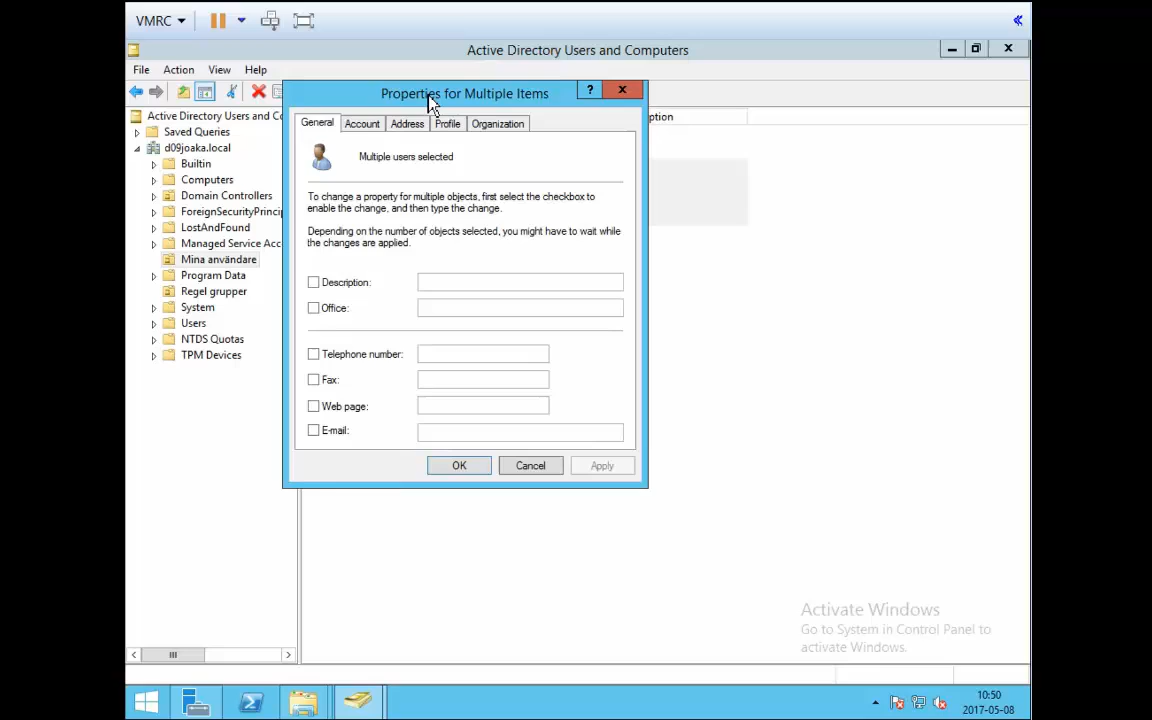 VMRC
Active Directory Users and Computers
File Action View Help
Properties for Multiple Items
Active Directory Users and Co
ption
Saved Queries
d09joaka.local
Builtin
Computers
Domain Controllers
ForeignSecurityPrincip
LostAndFound
Managed Service Acc
Mina användare
Program Data
Regel grupper
System
Users
NTDS Quotas
TPM Devices
General Account Address Profile Organization
Multiple users selected
To change a property for multiple objects, first select the checkbox to
enable the change, and then type the change.
Depending on the number of objects selected, you might have to wait while
the changes are applied.
Description:
Office:
Telephone number:
Fax:
Web page:
E-mail:
OK Cancel Apply
Activate Windows
Go to System in Control Panel to
activate Windows.
10:50
2017-05-08